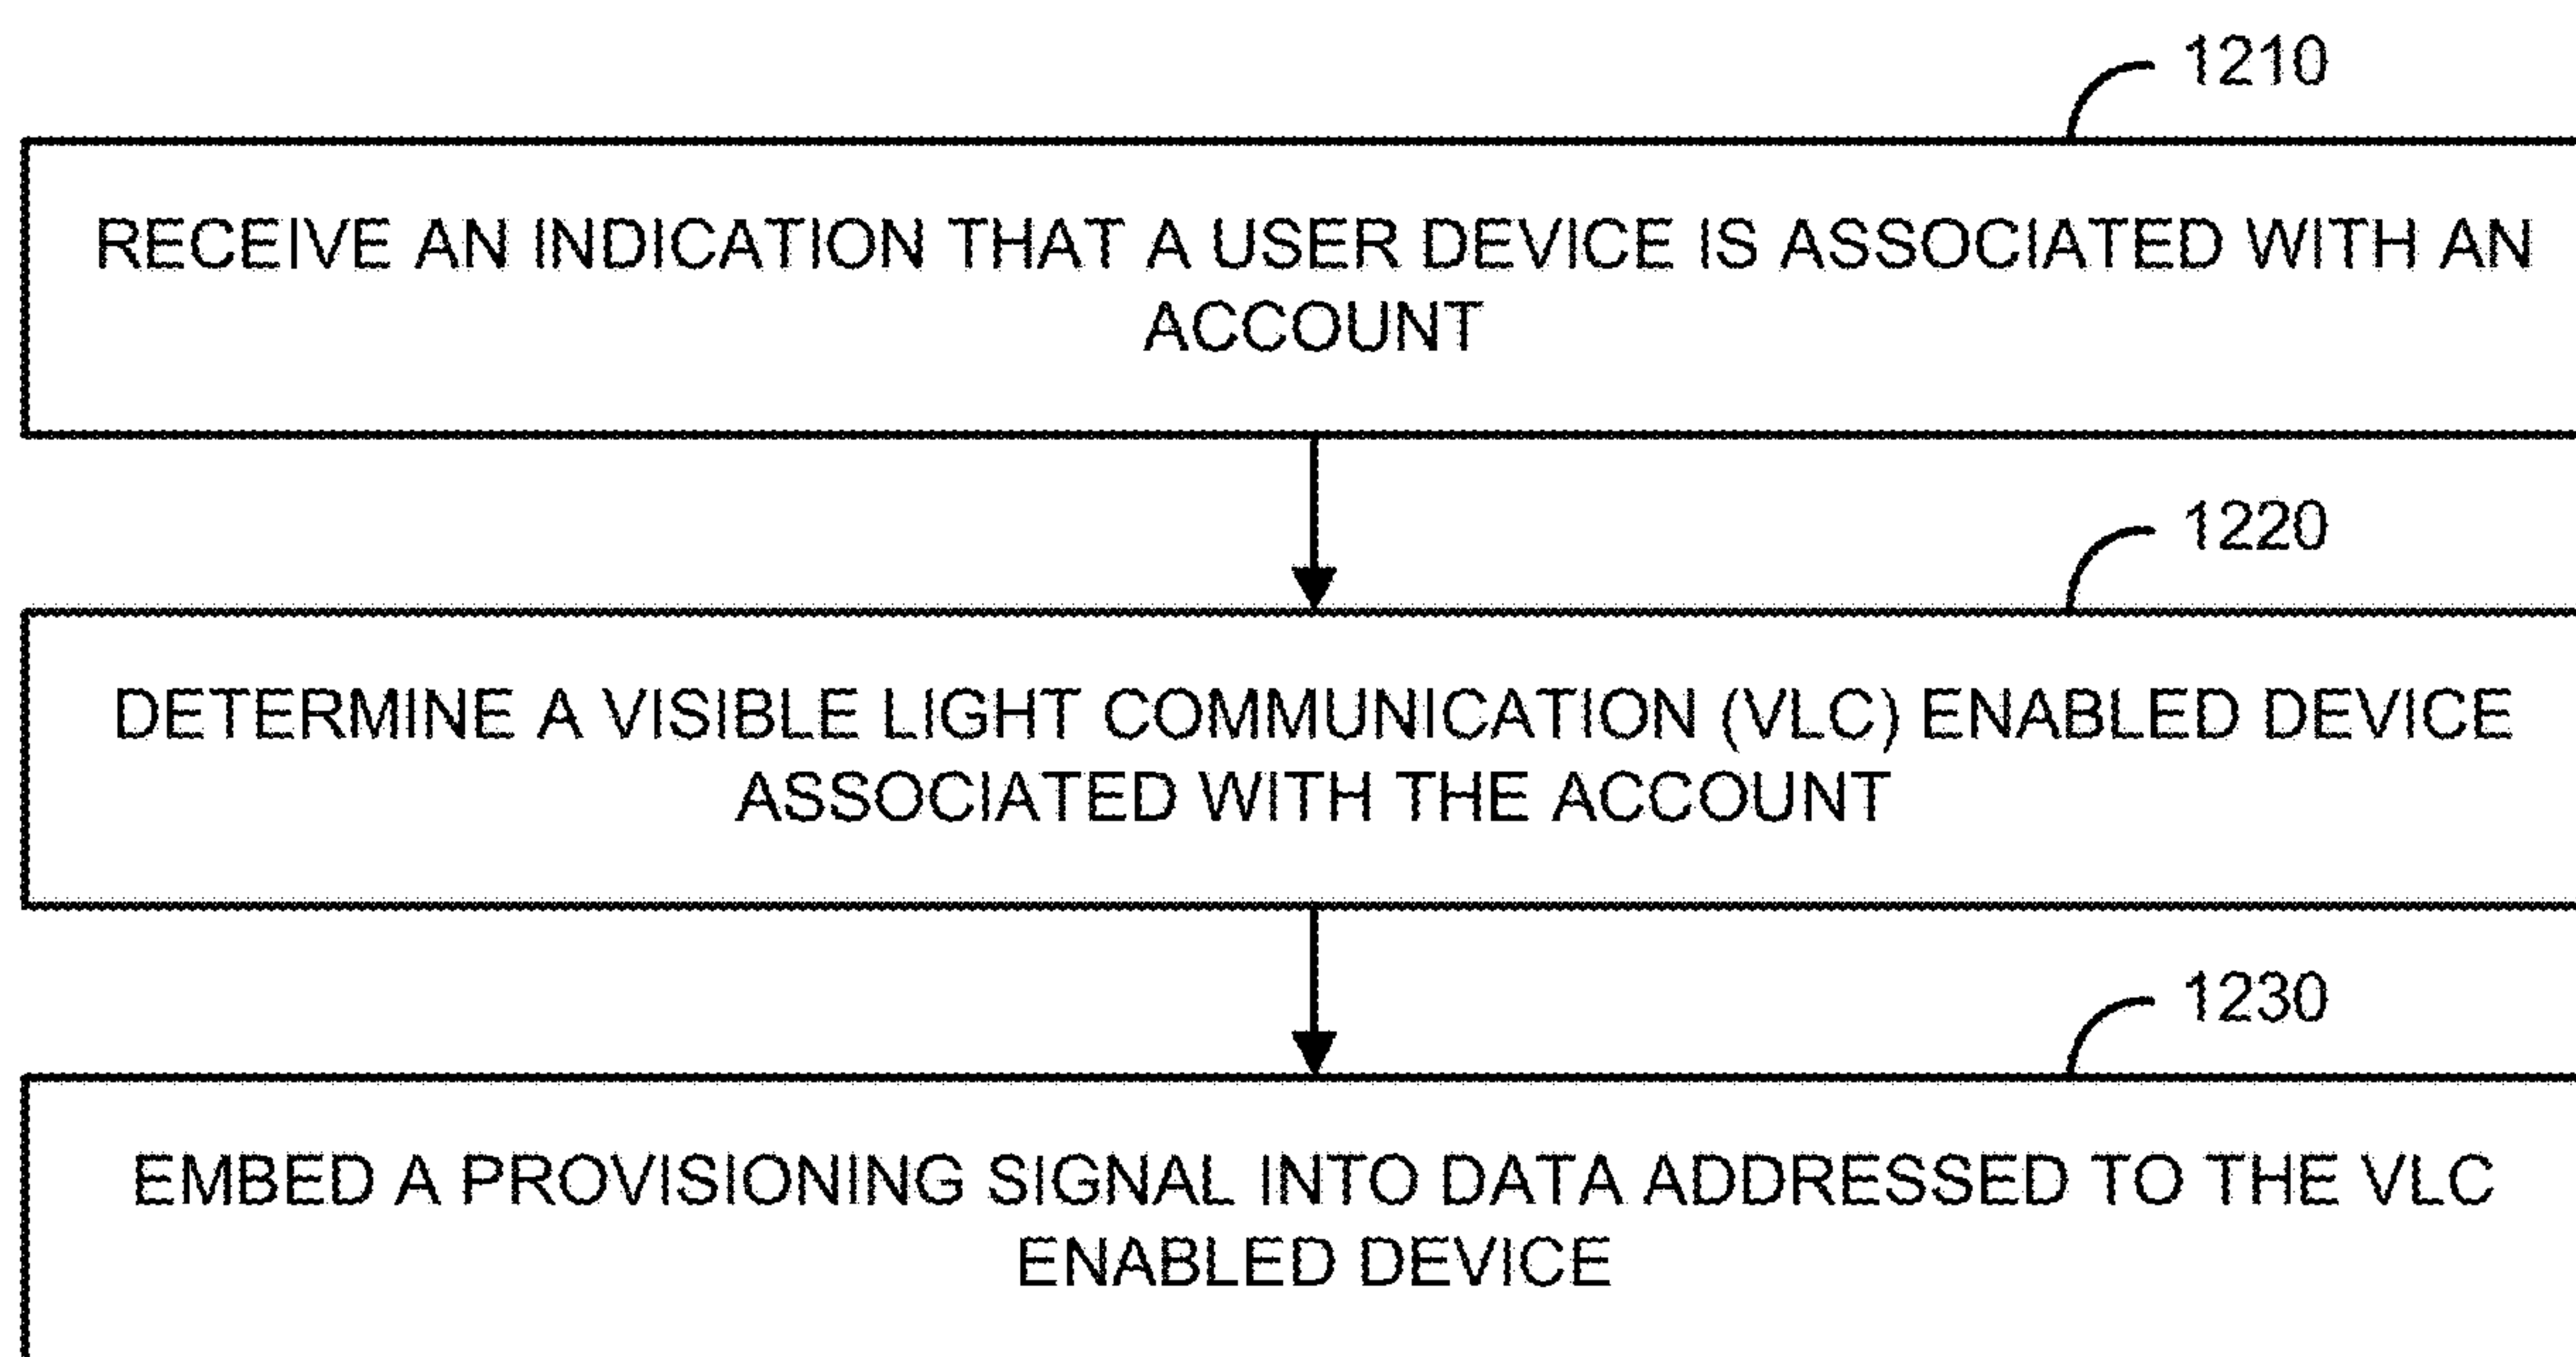 1210
RECEIVE AN INDICATION THAT A USER DEVICE IS ASSOCIATED WITH AN
ACCOUNT
1220
DETERMINE A VISIBLE LIGHT COMMUNICATION (VLC) ENABLED DEVICE
ASSOCIATED WITH THE ACCOUNT
1230
EMBED A PROVISIONING SIGNAL INTO DATA ADDRESSED TO THE VLC
ENABLED DEVICE